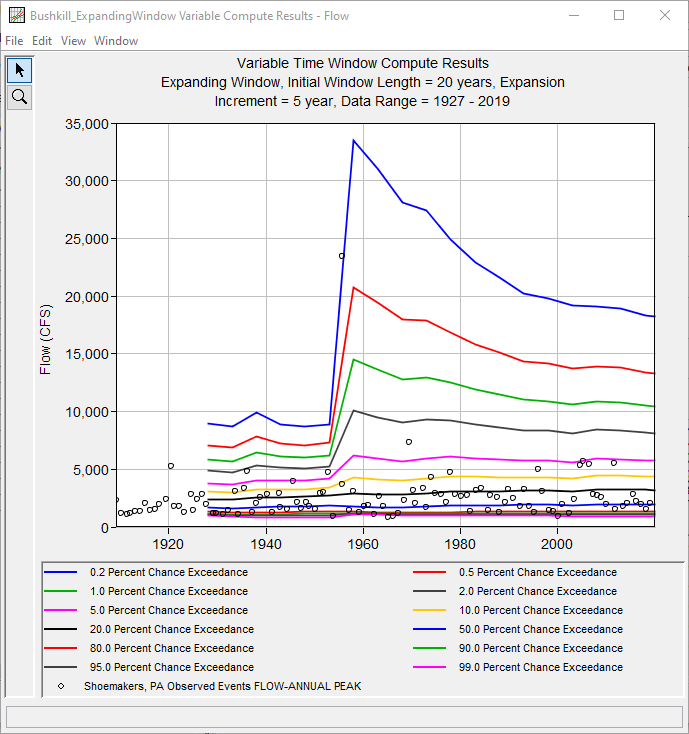 Bushkill_ExpandingWindow Variable Compute Results - Flow
File Edit View Window
Variable Time Window Compute Results
Expanding Window, Initial Window Length = 20 years, Expansion
Increment = 5 year, Data Range = 1927 - 2019
35,000
30,000
25,000
20,000
15,000
10,000
5,000
0
Flow (CFS)
1920 1940 1960 1980 2000
0.2 Percent Chance Exceedance 0.5 Percent Chance Exceedance
1.0 Percent Chance Exceedance 2.0 Percent Chance Exceedance
5.0 Percent Chance Exceedance 10.0 Percent Chance Exceedance
20.0 Percent Chance Exceedance 50.0 Percent Chance Exceedance
80.0 Percent Chance Exceedance 90.0 Percent Chance Exceedance
95.0 Percent Chance Exceedance 99.0 Percent Chance Exceedance
Shoemakers, PA Observed Events FLOW-ANNUAL PEAK